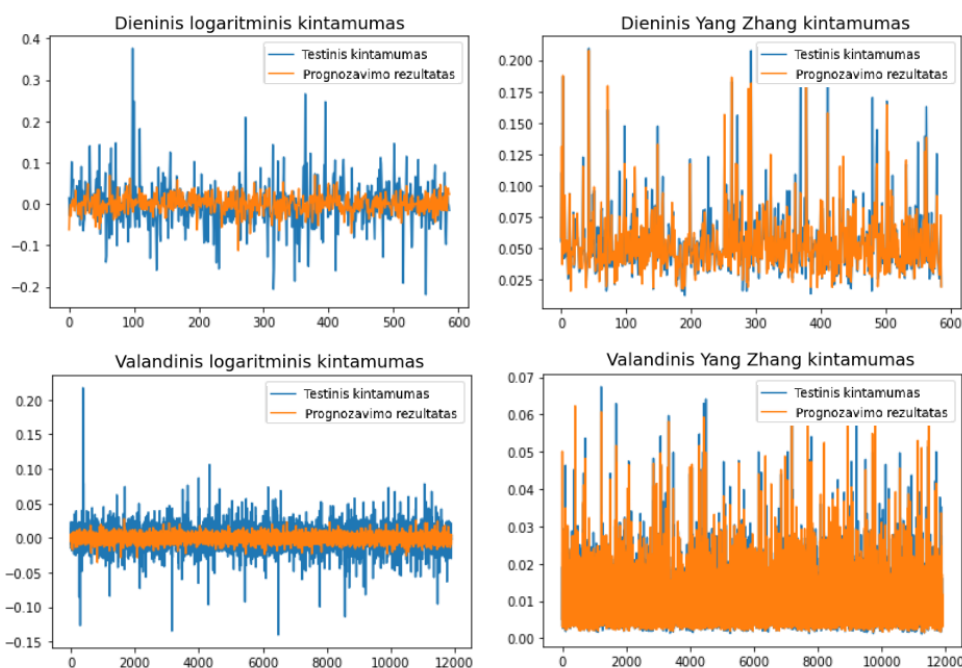 Dieninis logaritminis kintamumas
0.4
0.3
0.2
0.1
0.0
−0.1
−0.2
0 100 200 300 400 500 600
Testinis kintamumas
Prognozavimo rezultatas
Dieninis Yang Zhang kintamumas
0.200
0.175
0.150
0.125
0.100
0.075
0.050
0.025
0 100 200 300 400 500 600
Testinis kintamumas
Prognozavimo rezultatas
Valandinis logaritminis kintamumas
0.20
0.15
0.10
0.05
0.00
−0.05
−0.10
−0.15
0 2000 4000 6000 8000 10000 12000
Testinis kintamumas
Prognozavimo rezultatas
Valandinis Yang Zhang kintamumas
0.07
0.06
0.05
0.04
0.03
0.02
0.01
0.00
0 2000 4000 6000 8000 10000 12000
Testinis kintamumas
Prognozavimo rezultatas